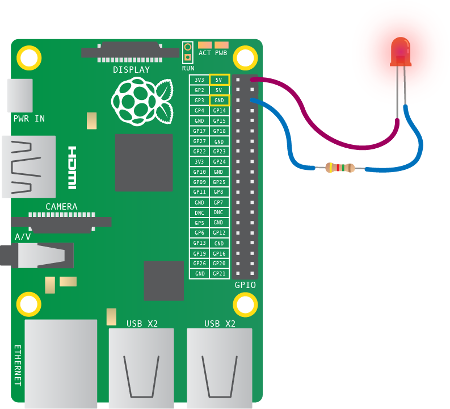 ACT PWR
RUN
DISPLAY
3V3 5V
GP2 5V
GP3 GND
GP4 GP14
GND GP15
GP17 GP18
GP27 GND
GP22 GP23
3V3 GP24
GP10 GND
GP09 GP25
GP11 GP8
GND GP7
DNC DNC
GP5 GND
GP6 GP12
GP13 GND
GP19 GP16
GP26 GP20
GND GP21
GPIO
PWR IN
HDMI
CAMERA
A/V
USB X2
USB X2
ETHERNET